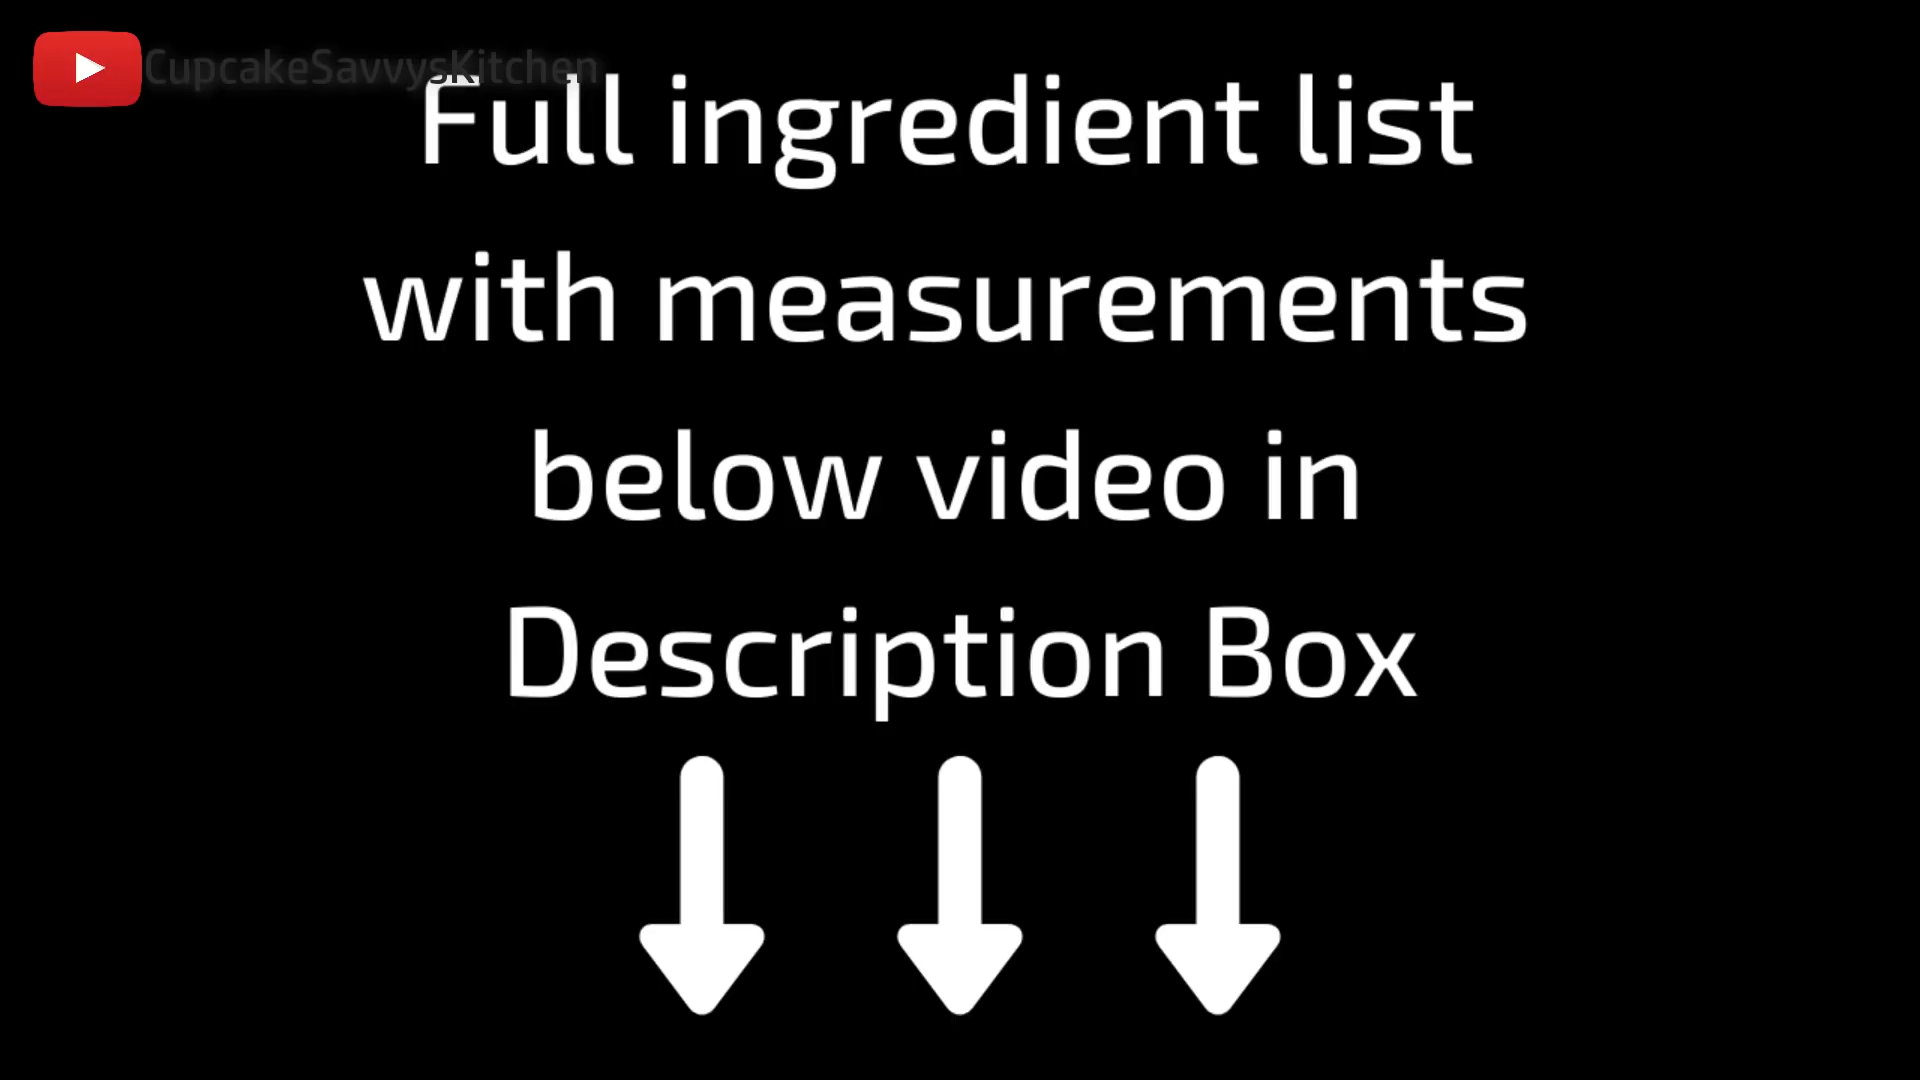 CupcakeSavvysKitchen
Full ingredient list
with measurements
below video in
Description Box